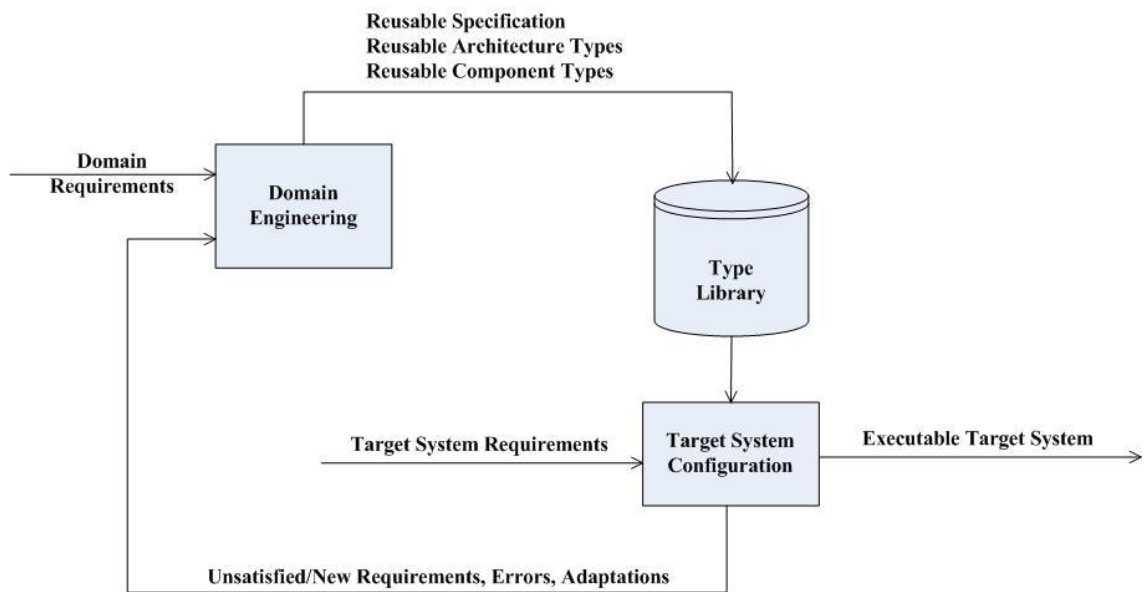 Reusable Specification
Reusable Architecture Types
Reusable Component Types
Domain
Requirements
Domain
Engineering
Type
Library
Target System Requirements
Target System
Configuration
Executable Target System
Unsatisfied/New Requirements, Errors, Adaptations